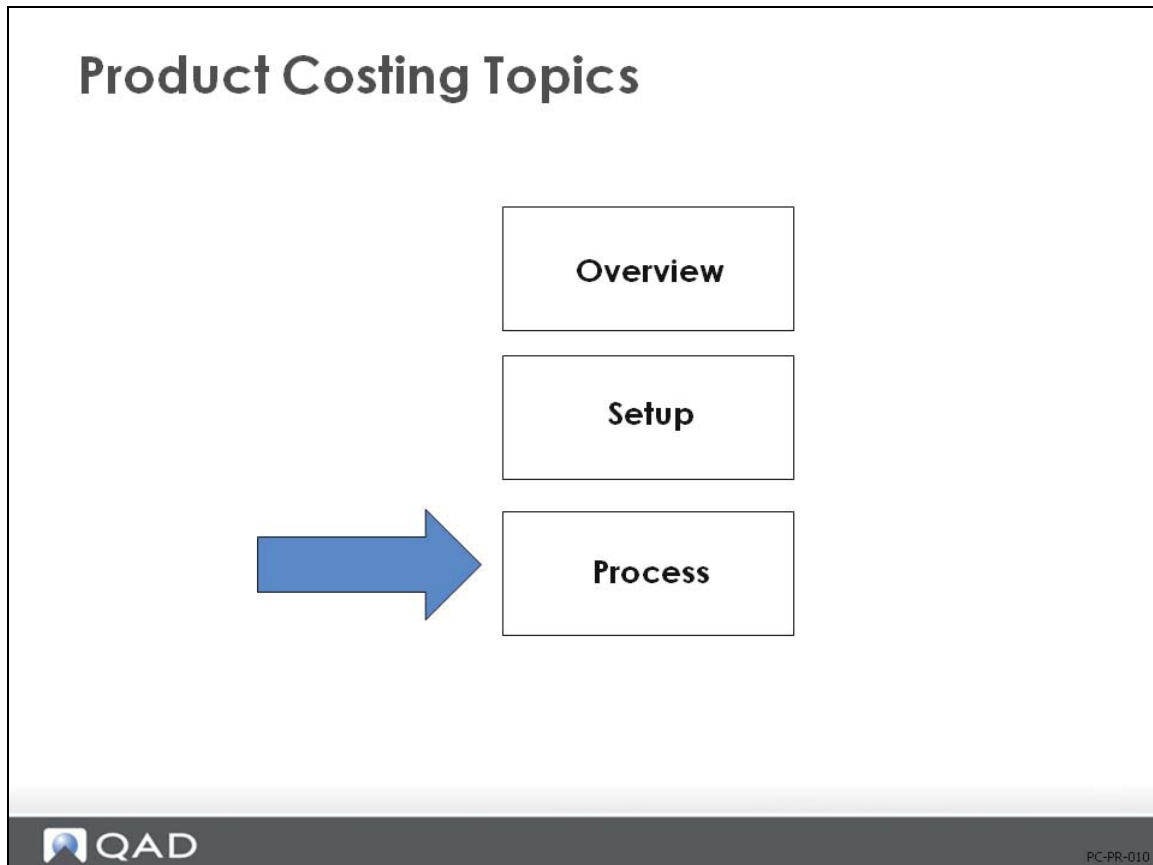 Product Costing Topics
Overview
Setup
Process
QAD
PC-PR-010